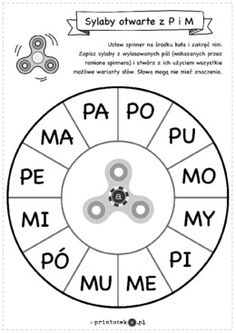 Sylaby otwarte z P i M
Ustaw spinner na środku koła i zakręć nim.
Zapisz sylaby z wylosowanych pól (wskazanych przez
ramiona spinnera) i stwórz z ich użyciem wszystkie
możliwe warianty słów. Słowa mogą nie mieć znaczenia.
PA
PO
PU
MO
MY
PI
ME
MU
PÓ
MI
PE
MA
a
printotek a.pl